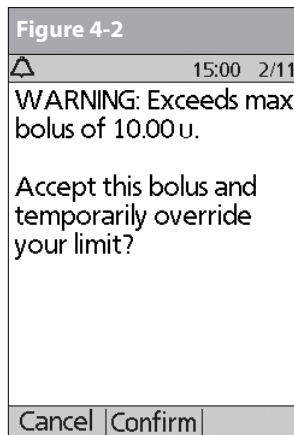 Figure 4-2
15:00 2/11
WARNING: Exceeds max
bolus of 10.00 U.
Accept this bolus and
temporarily override
your limit?
Cancel Confirm